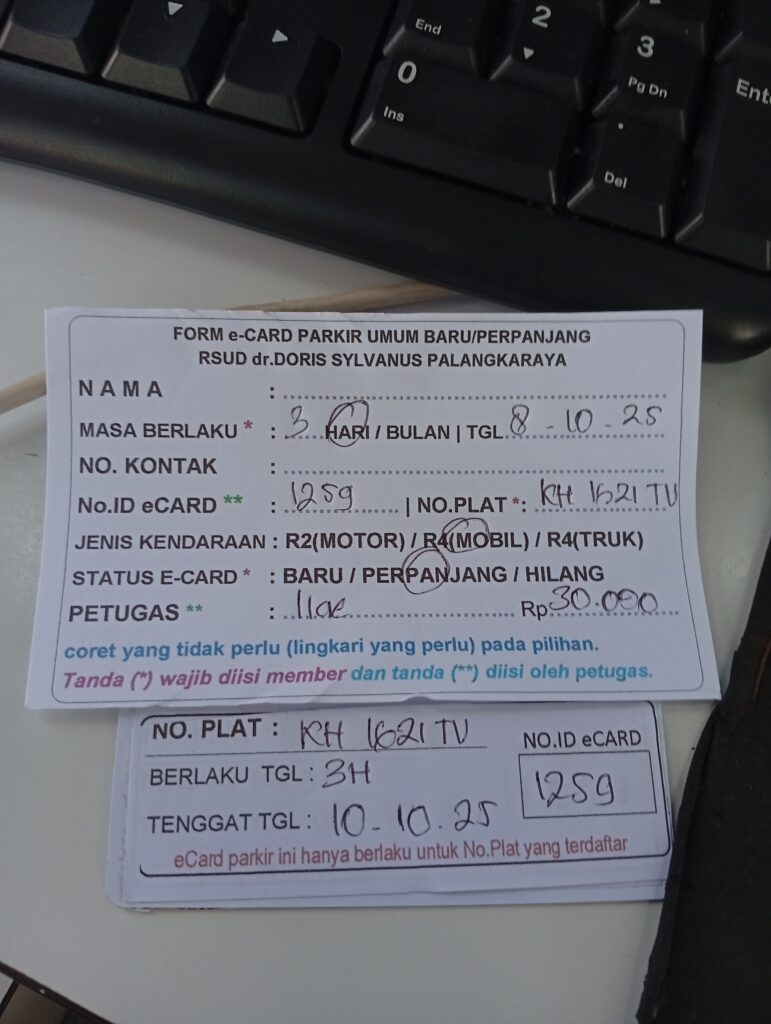 End
2
3
Pg Dn
Ente
0
Ins
.
Del
FORM e-CARD PARKIR UMUM BARU/PERPANJANG
RSUD dr.DORIS SYLVANUS PALANGKARAYA
NAMA :
MASA BERLAKU * : 3 HARI / BULAN | TGL 8 - 10 - 25
NO. KONTAK :
No.ID eCARD ** : 1259 | NO.PLAT *: KH 1621 TU
JENIS KENDARAAN : R2(MOTOR) / R4(MOBIL) / R4(TRUK)
STATUS E-CARD * : BARU / PERPANJANG / HILANG
PETUGAS ** : Rp 30.000
coret yang tidak perlu (lingkari yang perlu) pada pilihan.
Tanda (*) wajib diisi member dan tanda (**) diisi oleh petugas.
NO. PLAT : KH 1621 TU
NO.ID eCARD
BERLAKU TGL : 3H
1259
TENGGAT TGL : 10-10.25
eCard parkir ini hanya berlaku untuk No.Plat yang terdaftar